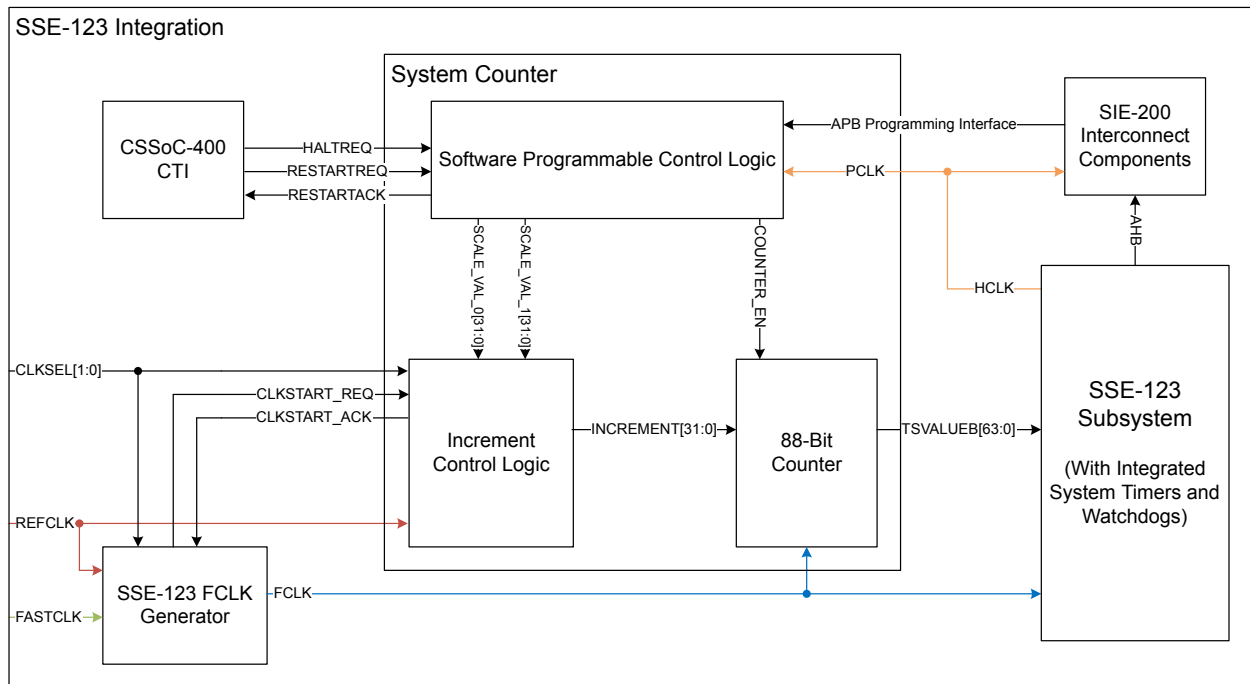 SSE-123 Integration
System Counter
CSSoC-400
CTI
HALTREQ
RESTARTREQ
RESTARTACK
Software Programmable Control Logic
APB Programming Interface
PCLK
SIE-200
Interconnect
Components
SCALE_VAL_0[31:0]
SCALE_VAL_1[31:0]
COUNTER_EN
AHB
HCLK
CLKSEL[1:0]
CLKSTART_REQ
CLKSTART_ACK
Increment
Control Logic
INCREMENT[31:0]
88-Bit
Counter
TSVALUEB[63:0]
SSE-123
Subsystem
(With Integrated
System Timers and
Watchdogs)
REFCLK
FASTCLK
SSE-123 FCLK
Generator
FCLK